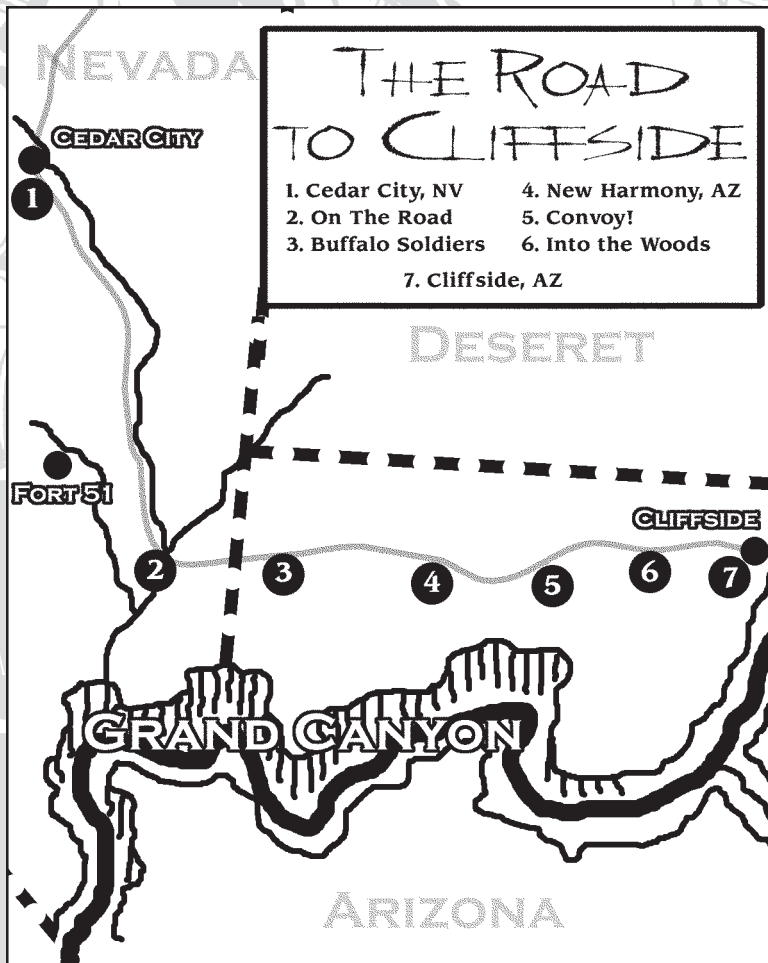 NEVADA
THE ROAD
TO CLIFFSIDE
1. Cedar City, NV
4. New Harmony, AZ
2. On The Road
5. Convoy!
3. Buffalo Soldiers
6. Into the Woods
7. Cliffside, AZ
CEDAR CITY
1
DESERET
FORT 51
CLIFFSIDE
2
3
4
5
6
7
GRAND CANYON
ARIZONA